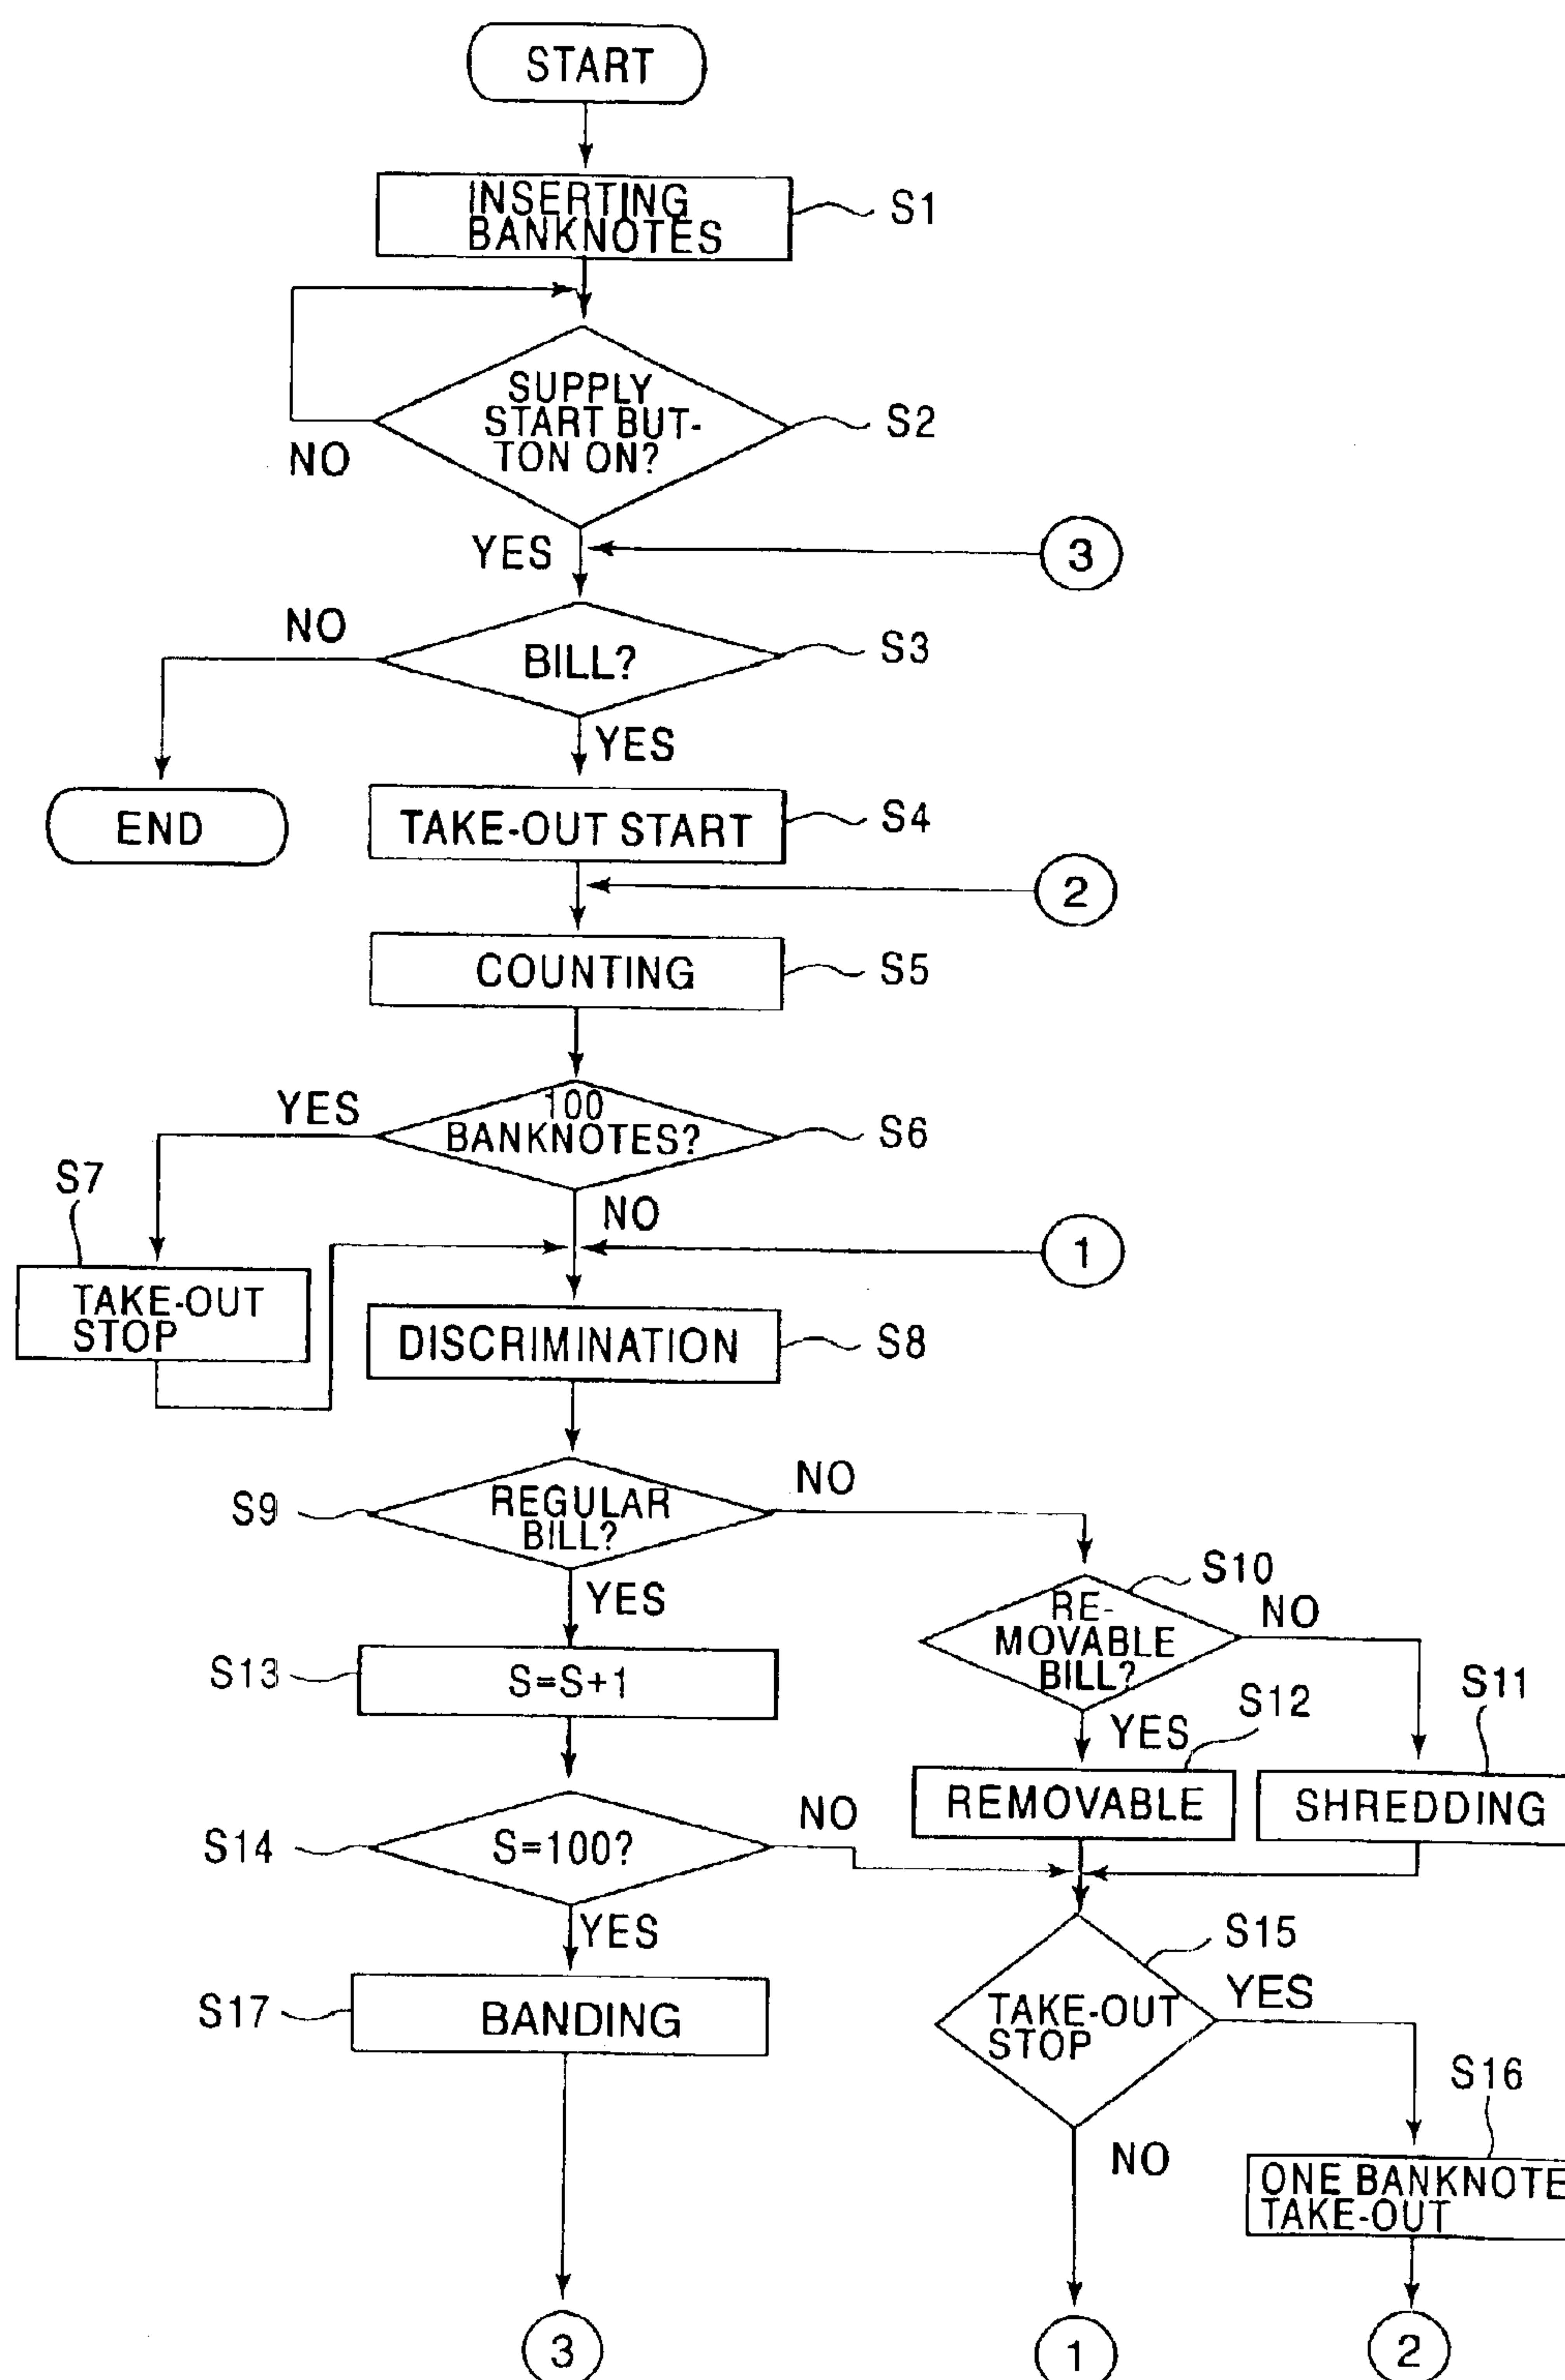 START
INSERTING
BANKNOTES
S1
SUPPLY
START BUT-
TON ON?
S2
NO
YES
3
NO
BILL?
S3
YES
END
TAKE-OUT START
S4
2
COUNTING
S5
YES
100
BANKNOTES?
S6
S7
NO
1
TAKE-OUT
STOP
DISCRIMINATION
S8
S9
REGULAR
BILL?
NO
YES
S10
RE-
MOVABLE
BILL?
NO
S13
S=S+1
YES
S12
S11
REMOVABLE
SHREDDING
S14
S=100?
NO
YES
S15
TAKE-OUT
STOP
YES
S17
BANDING
S16
NO
ONE BANKNOTE
TAKE-OUT
3
1
2